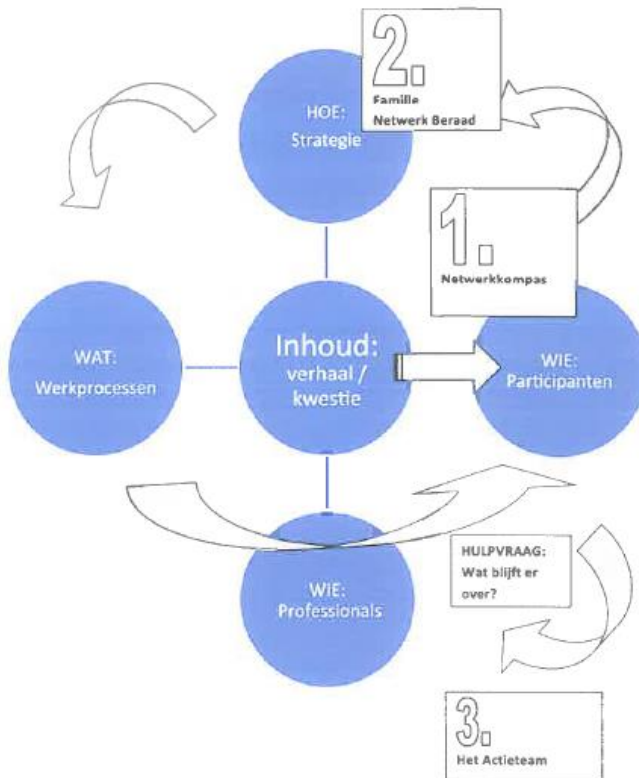 2.
Famille
Netwerk Beraad
HOE:
Strategie
1.
Netwerkkompas
WAT:
Werkprocessen
Inhoud:
verhaal /
kwestie
WIE:
Participanten
HULPVRAAG:
Wat blijft er
over?
WIE:
Professionals
3.
Het Actieteam